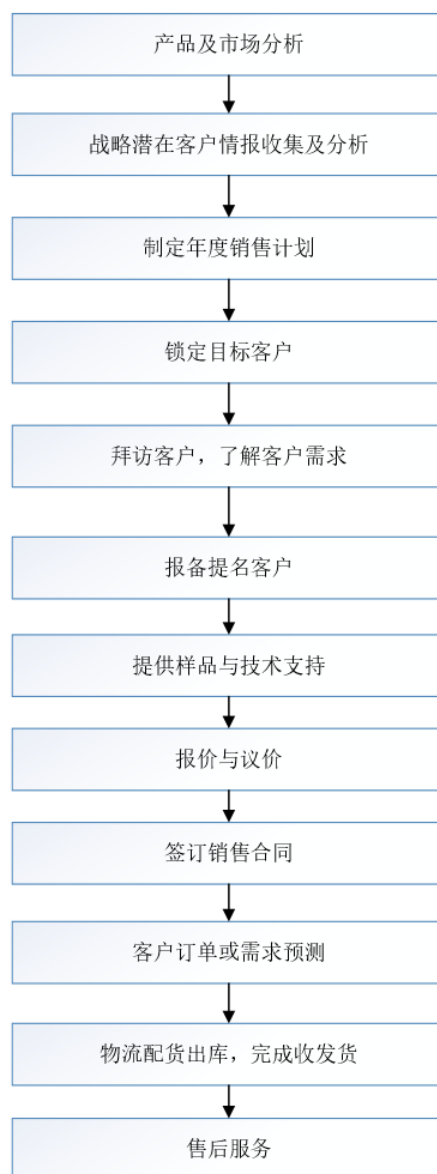 产品及市场分析
战略潜在客户情报收集及分析
制定年度销售计划
锁定目标客户
拜访客户，了解客户需求
报备提名客户
提供样品与技术支持
报价与议价
签订销售合同
客户订单或需求预测
物流配货出库，完成收发货
售后服务